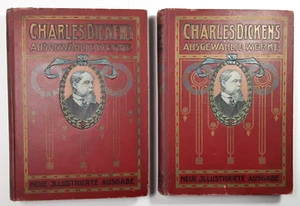 CHARLES DICKENS
AUSGEWÄHLTE WERKE.
NEUE ILLUSTRIERTE AUSGABE
CHARLES DICKENS
AUSGEWÄHLTE WERKE.
NEUE ILLUSTRIERTE AUSGABE